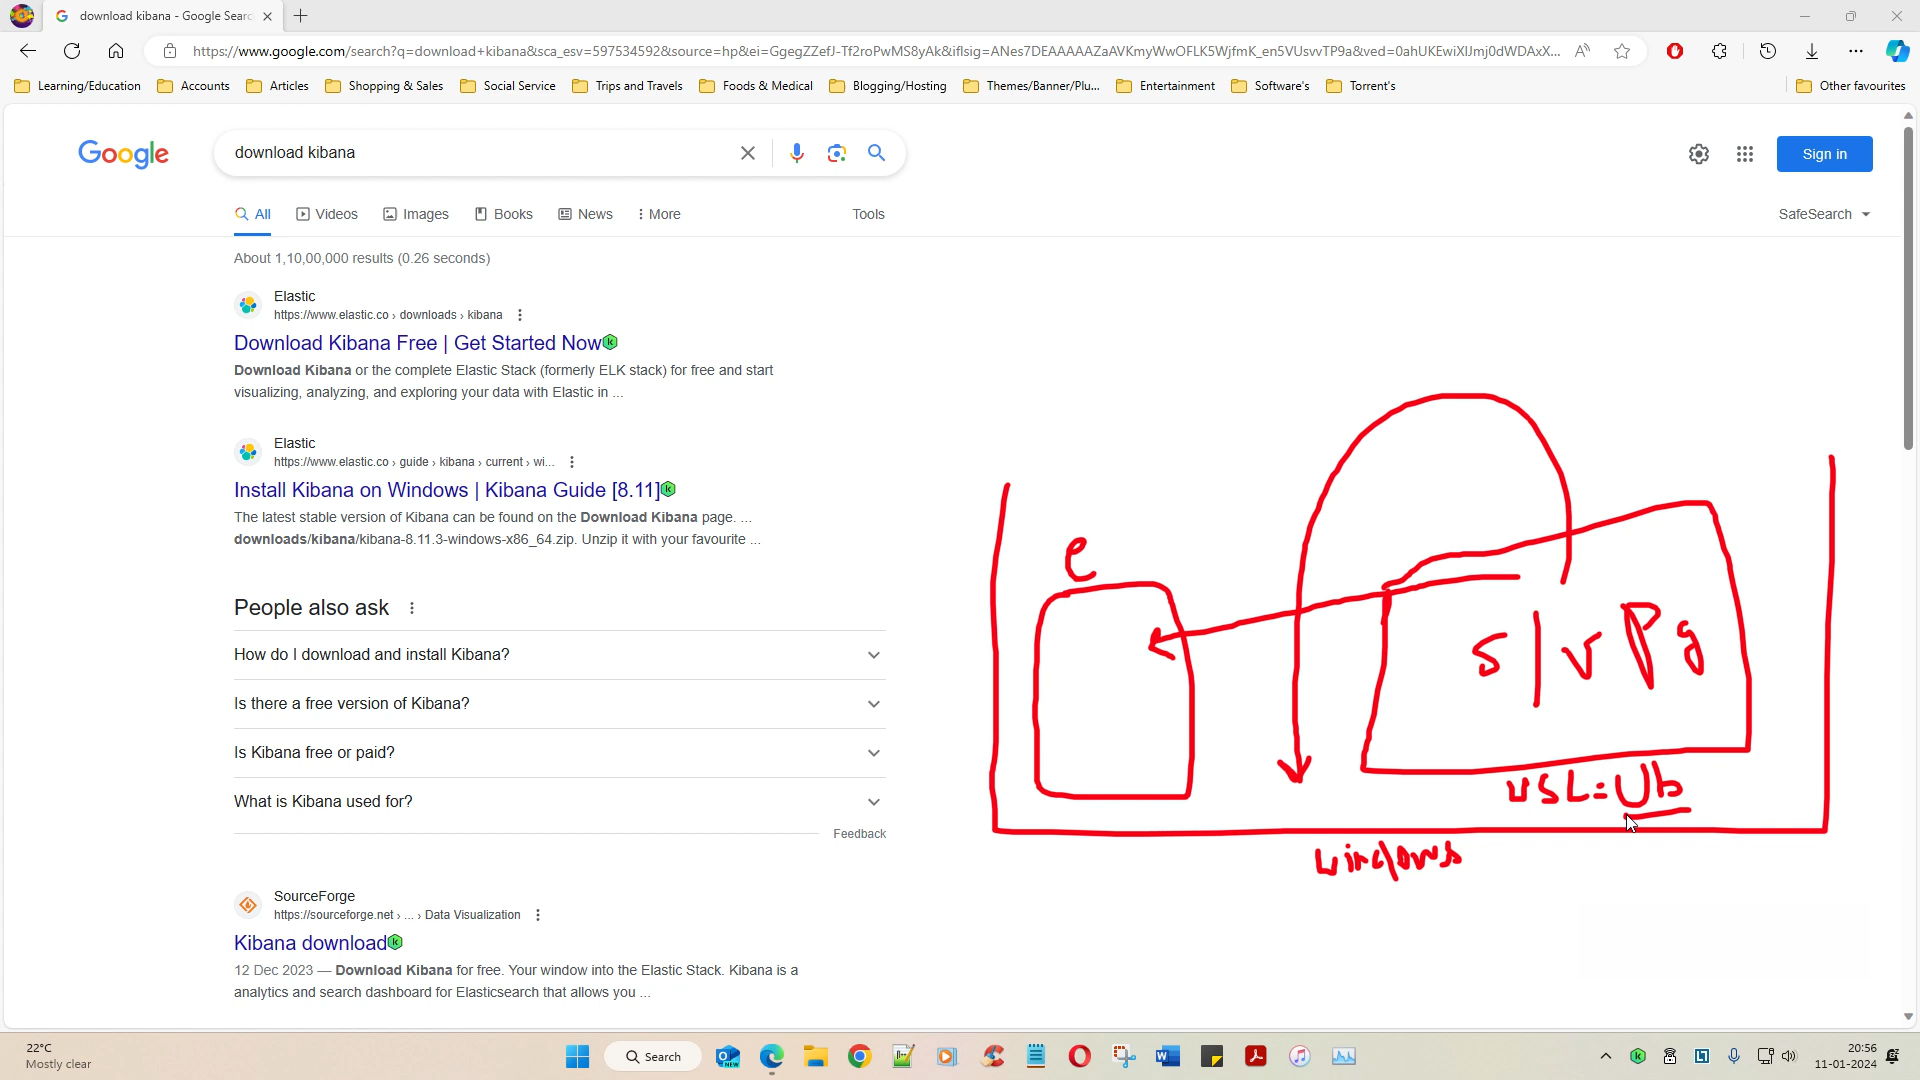 download kibana - Google Searc
https://www.google.com/search?q=download+kibana&sca_esv=597534592&source=hp&ei=GgegZZefJ-Tf2roPwMS8yAk&iflsig=ANes7DEAAAAAZaAVKmyWwOFLK5WjfmK_en5VUsvvTP9a&ved=0ahUKEwiXlJmj0dWDAxX...
Learning/Education Accounts Articles Shopping & Sales Social Service Trips and Travels Foods & Medical Blogging/Hosting Themes/Banner/Plu... Entertainment Software's Torrent's Other favourites
Google download kibana Sign in
All Videos Images Books News More Tools SafeSearch
About 1,10,00,000 results (0.26 seconds)
Elastic
https://www.elastic.co › downloads › kibana
Download Kibana Free | Get Started Now
Download Kibana or the complete Elastic Stack (formerly ELK stack) for free and start
visualizing, analyzing, and exploring your data with Elastic in ...
Elastic
https://www.elastic.co › guide › kibana › current › wi...
Install Kibana on Windows | Kibana Guide [8.11]
The latest stable version of Kibana can be found on the Download Kibana page. ...
downloads/kibana/kibana-8.11.3-windows-x86_64.zip. Unzip it with your favourite ...
People also ask
How do I download and install Kibana?
Is there a free version of Kibana?
Is Kibana free or paid?
What is Kibana used for?
Feedback
SourceForge
https://sourceforge.net › ... › Data Visualization
Kibana download
12 Dec 2023 — Download Kibana for free. Your window into the Elastic Stack. Kibana is a
analytics and search dashboard for Elasticsearch that allows you ...
e
WSL=Ub
windows
22°C
Mostly clear
Search
20:56
11-01-2024